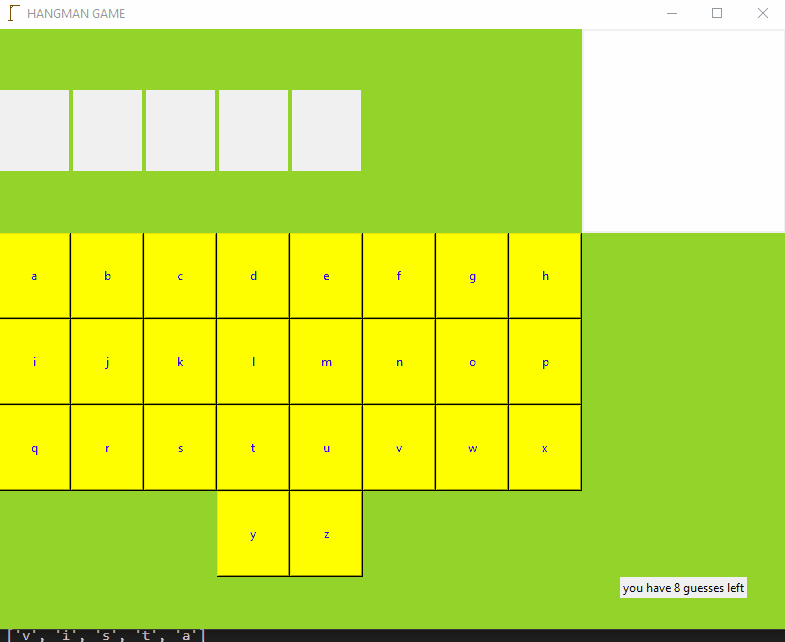 HANGMAN GAME
a b c d e f g h
i j k l m n o p
q r s t u v w x
y z
you have 8 guesses left
['v', 'i', 's', 't', 'a']